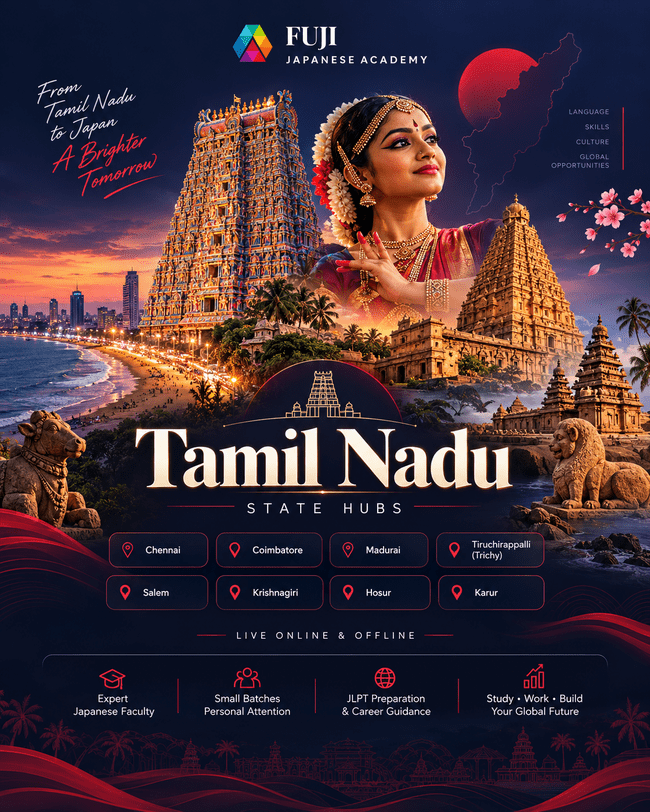 FUJI
JAPANESE ACADEMY
From
Tamil Nadu
to Japan
A Brighter
Tomorrow
LANGUAGE
SKILLS
CULTURE
GLOBAL
OPPORTUNITIES
Tamil Nadu
STATE HUBS
Chennai
Coimbatore
Madurai
Tiruchirappalli
(Trichy)
Salem
Krishnagiri
Hosur
Karur
LIVE ONLINE & OFFLINE
Expert
Japanese Faculty
Small Batches
Personal Attention
JLPT Preparation
& Career Guidance
Study • Work • Build
Your Global Future